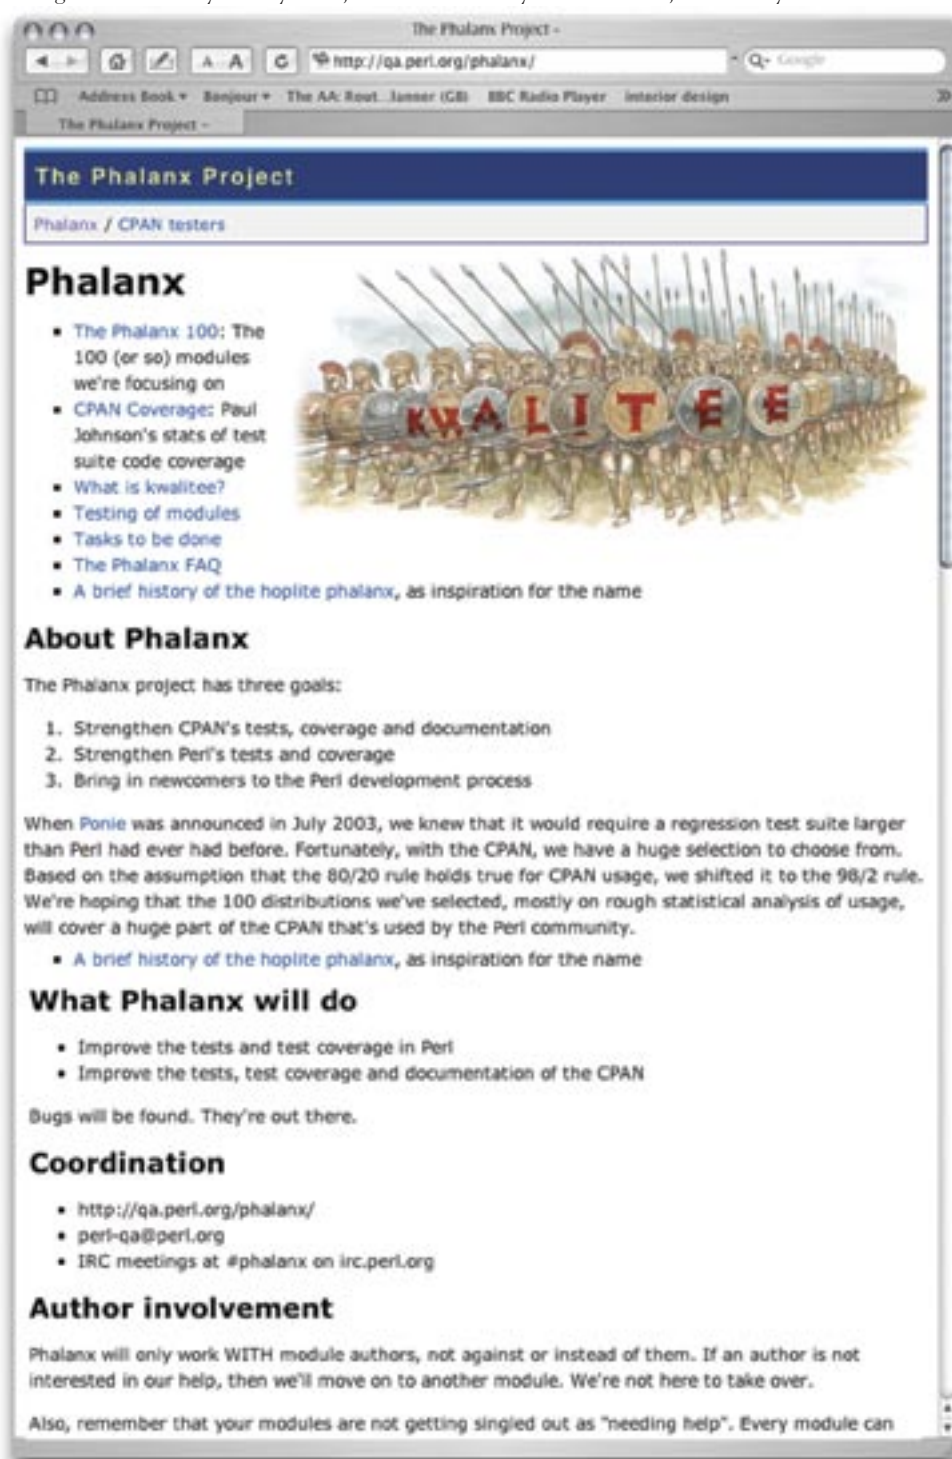 The Phalanx Project -
A A
http://qa.perl.org/phalanx/
Google
Address Book
Bonjour
The AA: Rout...lanner (GB)
BBC Radio Player
interior design
The Phalanx Project -
The Phalanx Project
Phalanx / CPAN testers
Phalanx
KWALITEE
The Phalanx 100: The
100 (or so) modules
we're focusing on
CPAN Coverage: Paul
Johnson's stats of test
suite code coverage
What is kwalitee?
Testing of modules
Tasks to be done
The Phalanx FAQ
A brief history of the hoplite phalanx, as inspiration for the name
About Phalanx
The Phalanx project has three goals:
1. Strengthen CPAN's tests, coverage and documentation
2. Strengthen Perl's tests and coverage
3. Bring in newcomers to the Perl development process
When Ponie was announced in July 2003, we knew that it would require a regression test suite larger
than Perl had ever had before. Fortunately, with the CPAN, we have a huge selection to choose from.
Based on the assumption that the 80/20 rule holds true for CPAN usage, we shifted it to the 98/2 rule.
We're hoping that the 100 distributions we've selected, mostly on rough statistical analysis of usage,
will cover a huge part of the CPAN that's used by the Perl community.
A brief history of the hoplite phalanx, as inspiration for the name
What Phalanx will do
Improve the tests and test coverage in Perl
Improve the tests, test coverage and documentation of the CPAN
Bugs will be found. They're out there.
Coordination
http://qa.perl.org/phalanx/
perl-qa@perl.org
IRC meetings at #phalanx on irc.perl.org
Author involvement
Phalanx will only work WITH module authors, not against or instead of them. If an author is not
interested in our help, then we'll move on to another module. We're not here to take over.
Also, remember that your modules are not getting singled out as "needing help". Every module can